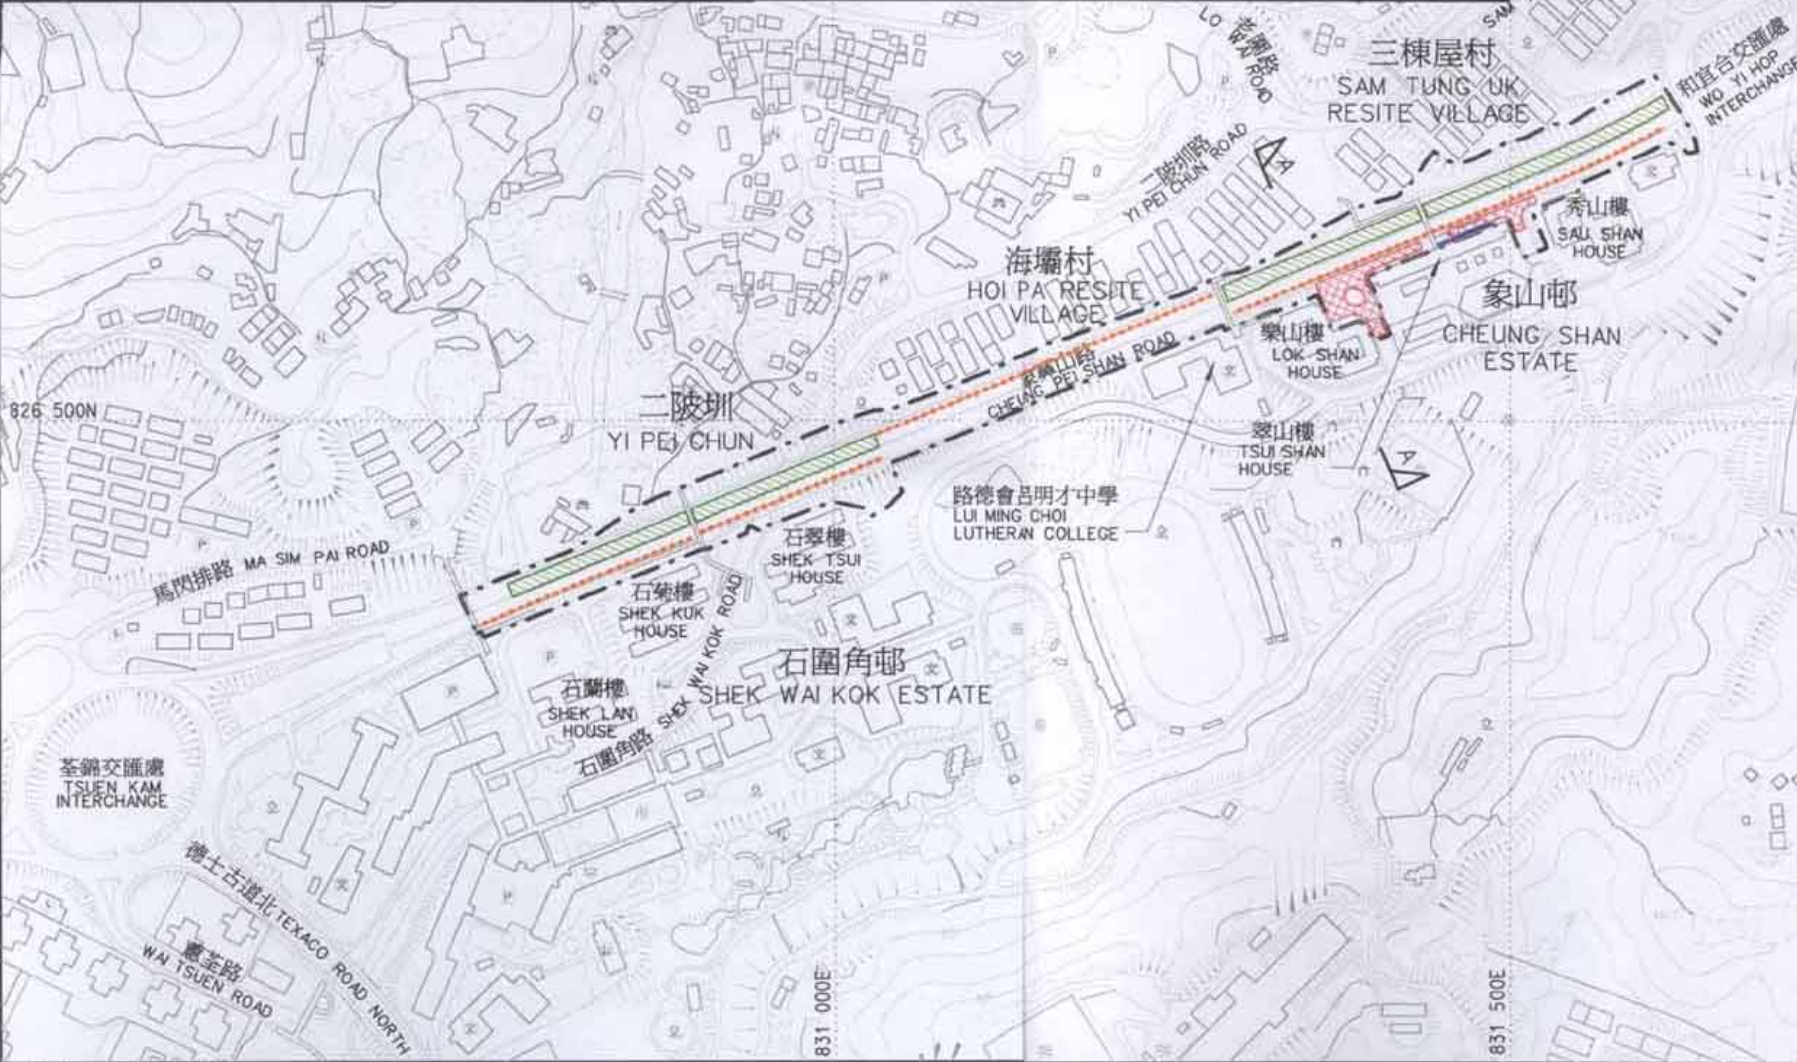 老圍路
LO WAI ROAD
三棟屋村
SAM TUNG UK
RESITE VILLAGE
SAM
和宜合交匯處
WO YI HOP
INTERCHANGE
二陂圳路
YI PEI CHUN ROAD
A
秀山樓
SAU SHAN
HOUSE
海壩村
HOI PA RESITE
VILLAGE
象山邨
CHEUNG SHAN
ESTATE
樂山樓
LOK SHAN
HOUSE
象鼻山路
CHEUNG PEI SHAN ROAD
826 500N
二陂圳
YI PEI CHUN
翠山樓
TSUI SHAN
HOUSE
A
路德會呂明才中學
LUI MING CHOI
LUTHERAN COLLEGE
馬閃排路 MA SIM PAI ROAD
石翠樓
SHEK TSUI
HOUSE
石菊樓
SHEK KUK
HOUSE
石圍角邨
SHEK WAI KOK ESTATE
石蘭樓
SHEK LAN
HOUSE
石圍角路 SHEK WAI KOK ROAD
荃錦交匯處
TSUEN KAM
INTERCHANGE
德士古道北 TEXACO ROAD NORTH
惠荃路
WAI TSUEN ROAD
831 000E
831 500E